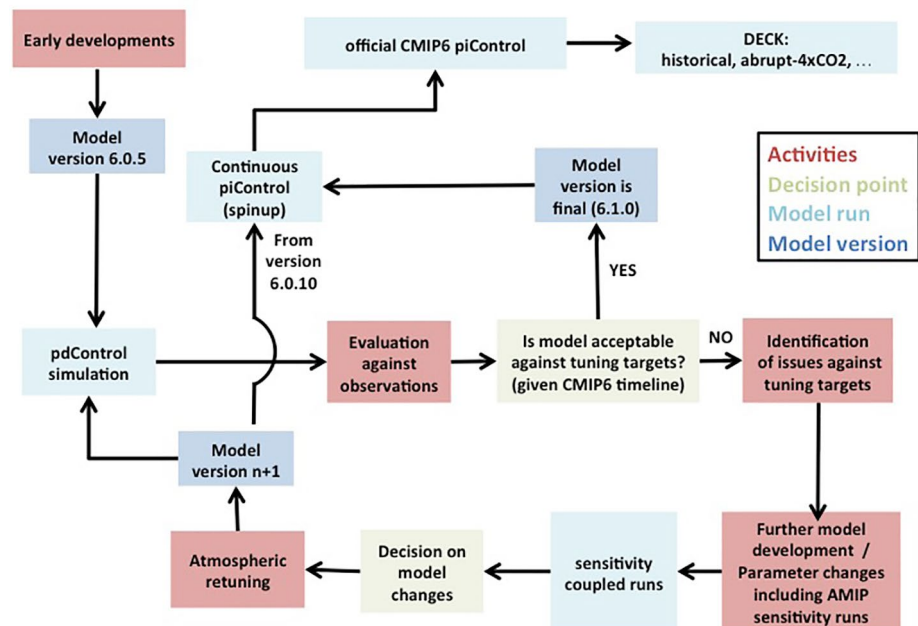 Early developments
official CMIP6 piControl
DECK:
historical, abrupt-4xCO2, ...
Model
version 6.0.5
Continuous
piControl
(spinup)
Model
version is
final (6.1.0)
Activities
Decision point
Model run
Model version
From
version
6.0.10
YES
pdControl
simulation
Evaluation
against
observations
Is model acceptable
against tuning targets?
(given CMIP6 timeline)
NO
Identification
of issues against
tuning targets
Model
version n+1
Atmospheric
retuning
Decision on
model
changes
sensitivity
coupled runs
Further model
development /
Parameter changes
including AMIP
sensitivity runs